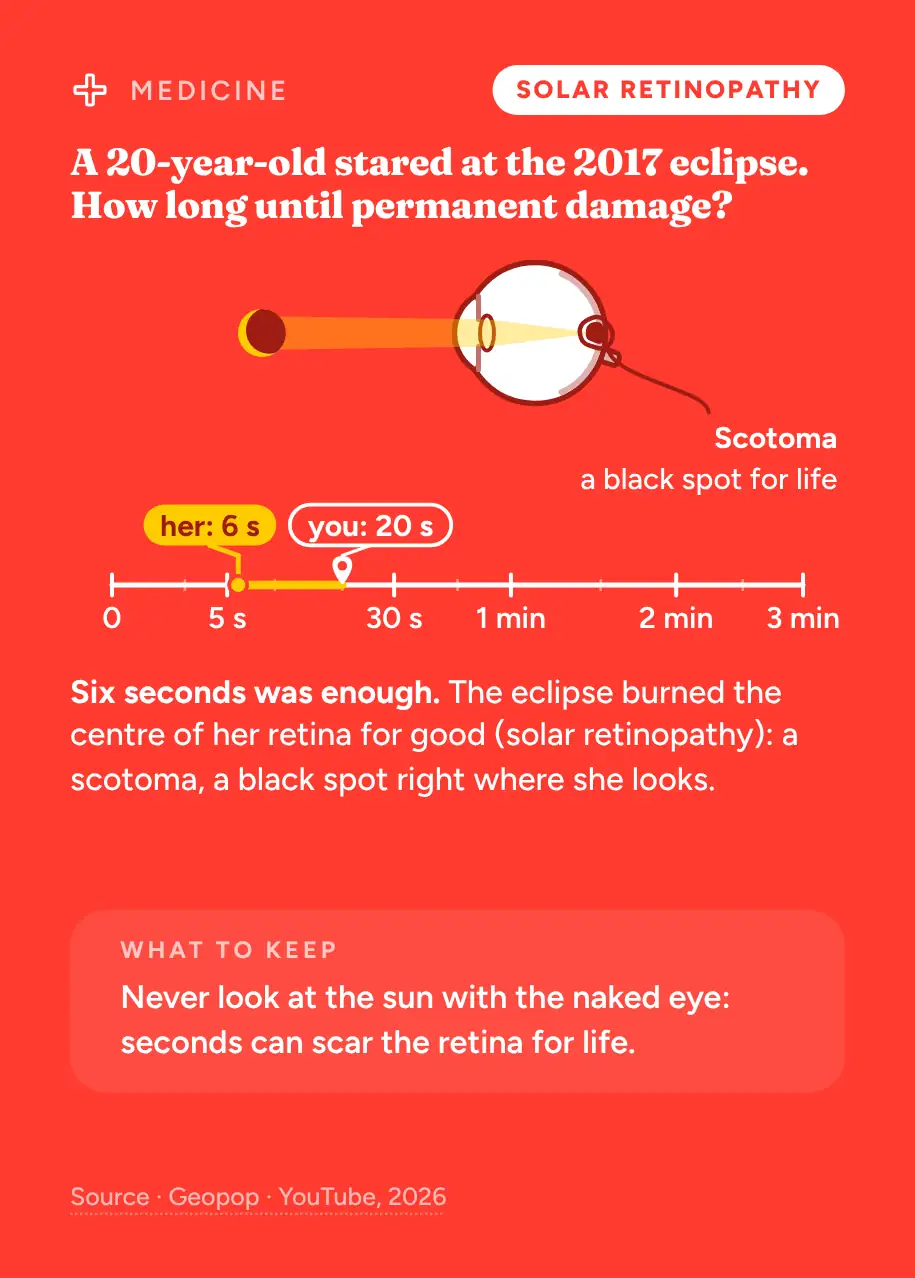 MEDICINE
SOLAR RETINOPATHY
A 20-year-old stared at the 2017 eclipse.
How long until permanent damage?
Scotoma
a black spot for life
her: 6 s
you: 20 s
0
5 s
30 s
1 min
2 min
3 min
Six seconds was enough. The eclipse burned the
centre of her retina for good (solar retinopathy): a
scotoma, a black spot right where she looks.
WHAT TO KEEP
Never look at the sun with the naked eye:
seconds can scar the retina for life.
Source · Geopop · YouTube, 2026